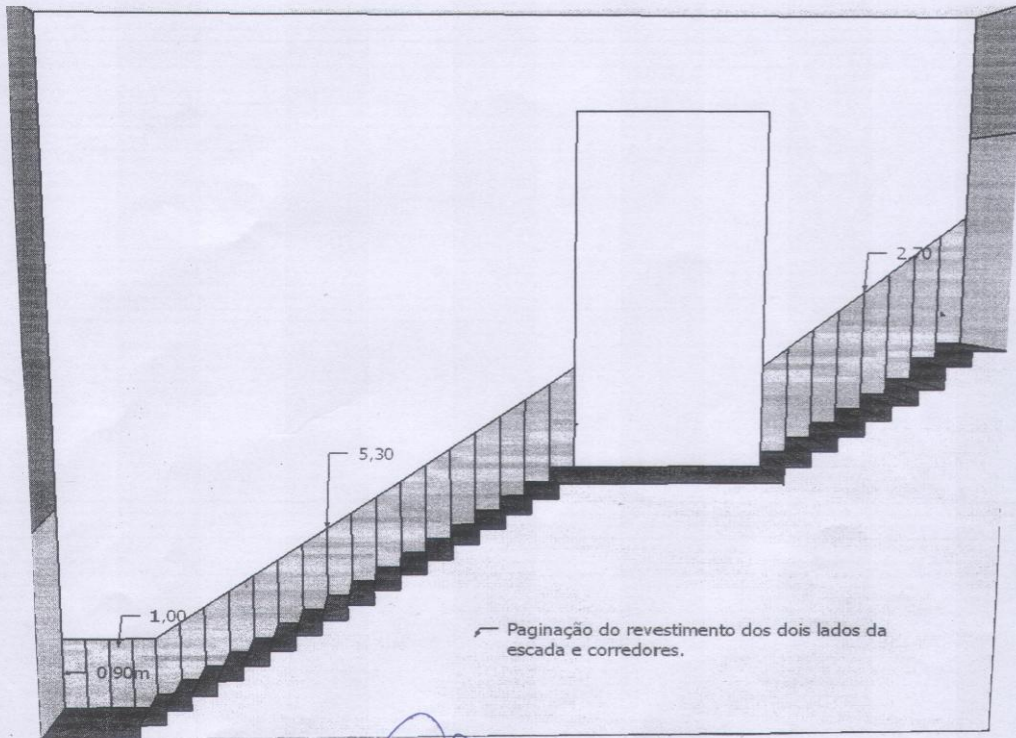 2,70
5,30
1,00
0,90m
Paginação do revestimento dos dois lados da
escada e corredores.